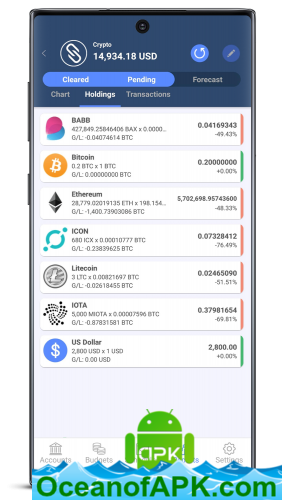 Crypto
14,934.18 USD
Cleared Pending Forecast
Chart Holdings Transactions
BABB
427,849.25846406 BAX x 0.0000...
G/L: -0.04074614 BTC
0.04169343
-49.43%
Bitcoin
0.2 BTC x 1 BTC
G/L: 0.00000000 BTC
0.20000000
+0.00%
Ethereum
28,779.02019135 ETH x 198.154...
G/L: -1,400.73903086 BTC
5,702,698.95743600
-48.33%
ICON
680 ICX x 0.00010777 BTC
G/L: -0.23839625 BTC
0.07328412
-76.49%
Litecoin
3 LTC x 0.00821697 BTC
G/L: -0.02618455 BTC
0.02465090
-51.51%
IOTA
5,000 MIOTA x 0.00007596 BTC
G/L: -0.87831581 BTC
0.37981654
-69.81%
US Dollar
2,800 USD x 1 USD
G/L: 0.00 USD
2,800.00
+0.00%
Accounts Budgets Settings
APK
OceanofAPK.com